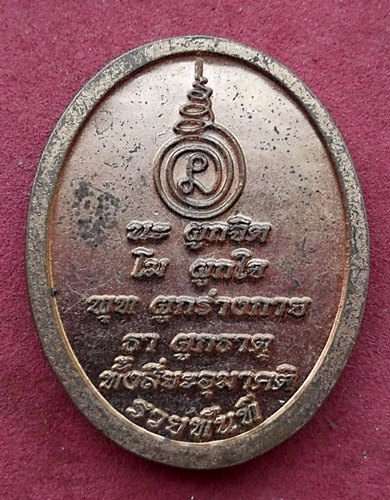 นะ ผูกจิต
โม ผูกใจ
พุท ผูกร่างกาย
ธา ผูกธาตุ
ทั้งสี่ยะอุมาคติ
รวยทันที